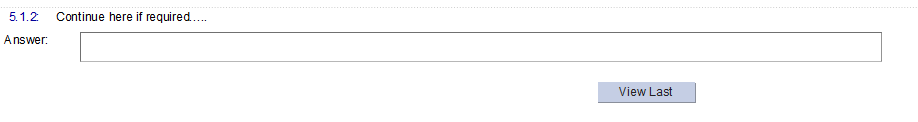 5.1.2: Continue here if required.....
Answer:
View Last